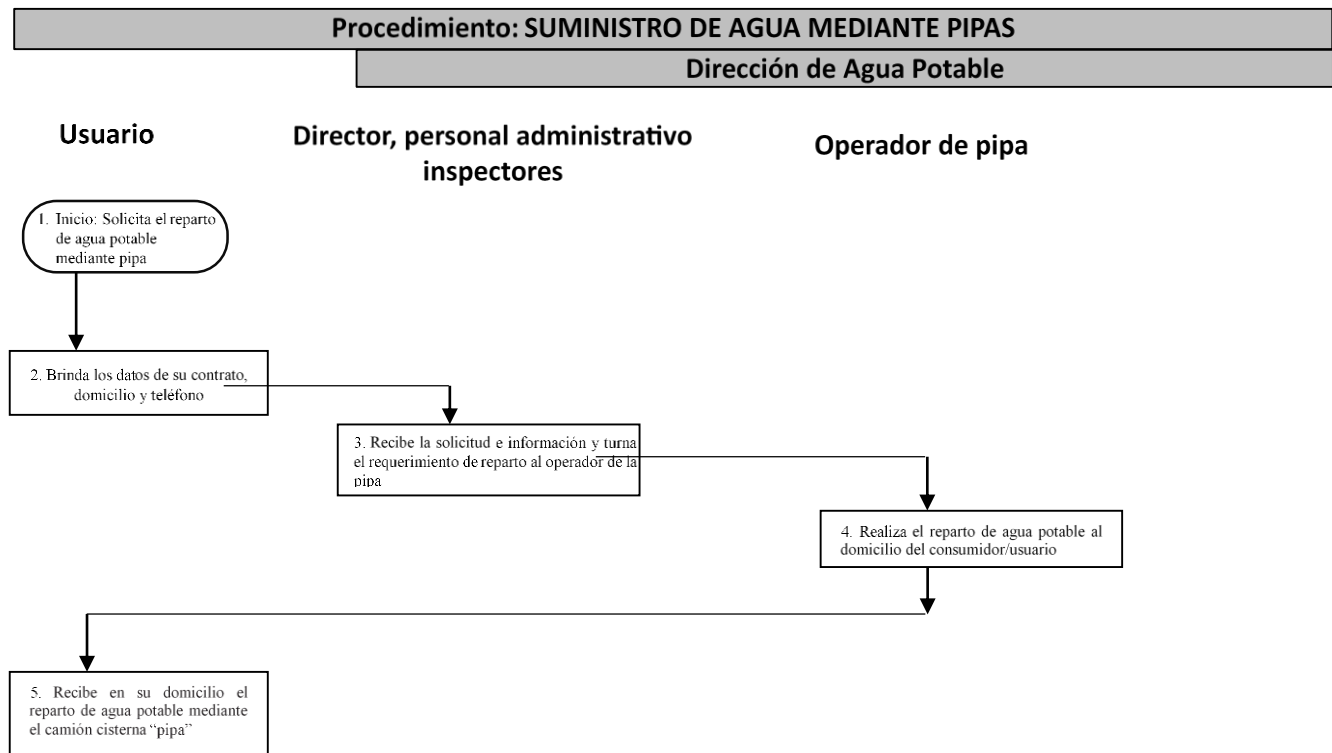 Procedimiento: SUMINISTRO DE AGUA MEDIANTE PIPAS
Dirección de Agua Potable
Usuario
Director, personal administrativo
inspectores
Operador de pipa
1. Inicio: Solicita el reparto
de agua potable
mediante pipa
2. Brinda los datos de su contrato,
domicilio y teléfono
3. Recibe la solicitud e información y turna
el requerimiento de reparto al operador de la
pipa
4. Realiza el reparto de agua potable al
domicilio del consumidor/usuario
5. Recibe en su domicilio el
reparto de agua potable mediante
el camión cisterna “pipa”